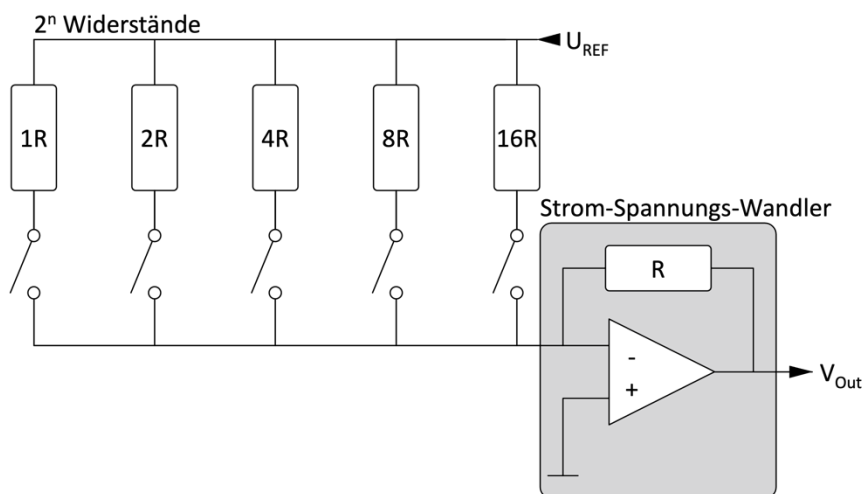 2ⁿ Widerstände
U_REF
1R
2R
4R
8R
16R
Strom-Spannungs-Wandler
R
-
+
V_Out